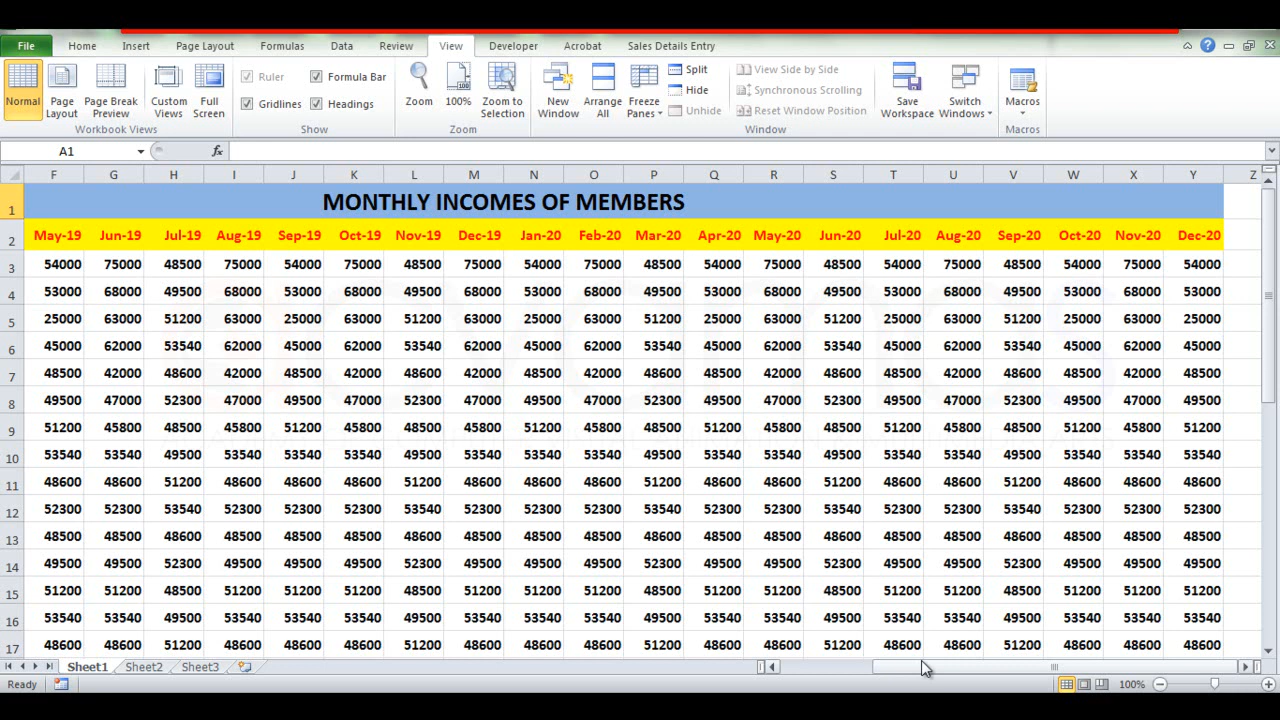 File Home Insert Page Layout Formulas Data Review View Developer Acrobat Sales Details Entry
Normal Page Layout Page Break Preview Custom Views Full Screen
Workbook Views
Ruler Formula Bar
Gridlines Headings
Show
Zoom 100% Zoom to Selection
Zoom
New Window Arrange All Freeze Panes
Split
Hide
Unhide
View Side by Side
Synchronous Scrolling
Reset Window Position
Save Workspace Switch Windows
Window
Macros
Macros
A1 fx
F G H I J K L M N O P Q R S T U V W X Y Z
1 MONTHLY INCOMES OF MEMBERS
2 May-19 Jun-19 Jul-19 Aug-19 Sep-19 Oct-19 Nov-19 Dec-19 Jan-20 Feb-20 Mar-20 Apr-20 May-20 Jun-20 Jul-20 Aug-20 Sep-20 Oct-20 Nov-20 Dec-20
3 54000 75000 48500 75000 54000 75000 48500 75000 54000 75000 48500 54000 75000 48500 54000 75000 48500 54000 75000 54000
4 53000 68000 49500 68000 53000 68000 49500 68000 53000 68000 49500 53000 68000 49500 53000 68000 49500 53000 68000 53000
5 25000 63000 51200 63000 25000 63000 51200 63000 25000 63000 51200 25000 63000 51200 25000 63000 51200 25000 63000 25000
6 45000 62000 53540 62000 45000 62000 53540 62000 45000 62000 53540 45000 62000 53540 45000 62000 53540 45000 62000 45000
7 48500 42000 48600 42000 48500 42000 48600 42000 48500 42000 48600 48500 42000 48600 48500 42000 48600 48500 42000 48500
8 49500 47000 52300 47000 49500 47000 52300 47000 49500 47000 52300 49500 47000 52300 49500 47000 52300 49500 47000 49500
9 51200 45800 48500 45800 51200 45800 48500 45800 51200 45800 48500 51200 45800 48500 51200 45800 48500 51200 45800 51200
10 53540 53540 49500 53540 53540 53540 49500 53540 53540 53540 49500 53540 53540 49500 53540 53540 49500 53540 53540 53540
11 48600 48600 51200 48600 48600 48600 51200 48600 48600 48600 51200 48600 48600 51200 48600 48600 51200 48600 48600 48600
12 52300 52300 53540 52300 52300 52300 53540 52300 52300 52300 53540 52300 52300 53540 52300 52300 53540 52300 52300 52300
13 48500 48500 48600 48500 48500 48500 48600 48500 48500 48500 48600 48500 48500 48600 48500 48500 48600 48500 48500 48500
14 49500 49500 52300 49500 49500 49500 52300 49500 49500 49500 52300 49500 49500 52300 49500 49500 52300 49500 49500 49500
15 51200 51200 48500 51200 51200 51200 48500 51200 51200 51200 48500 51200 51200 48500 51200 51200 48500 51200 51200 51200
16 53540 53540 49500 53540 53540 53540 49500 53540 53540 53540 49500 53540 53540 49500 53540 53540 49500 53540 53540 53540
17 48600 48600 51200 48600 48600 48600 51200 48600 48600 48600 51200 48600 48600 51200 48600 48600 51200 48600 48600 48600
Sheet1 Sheet2 Sheet3
Ready 100%